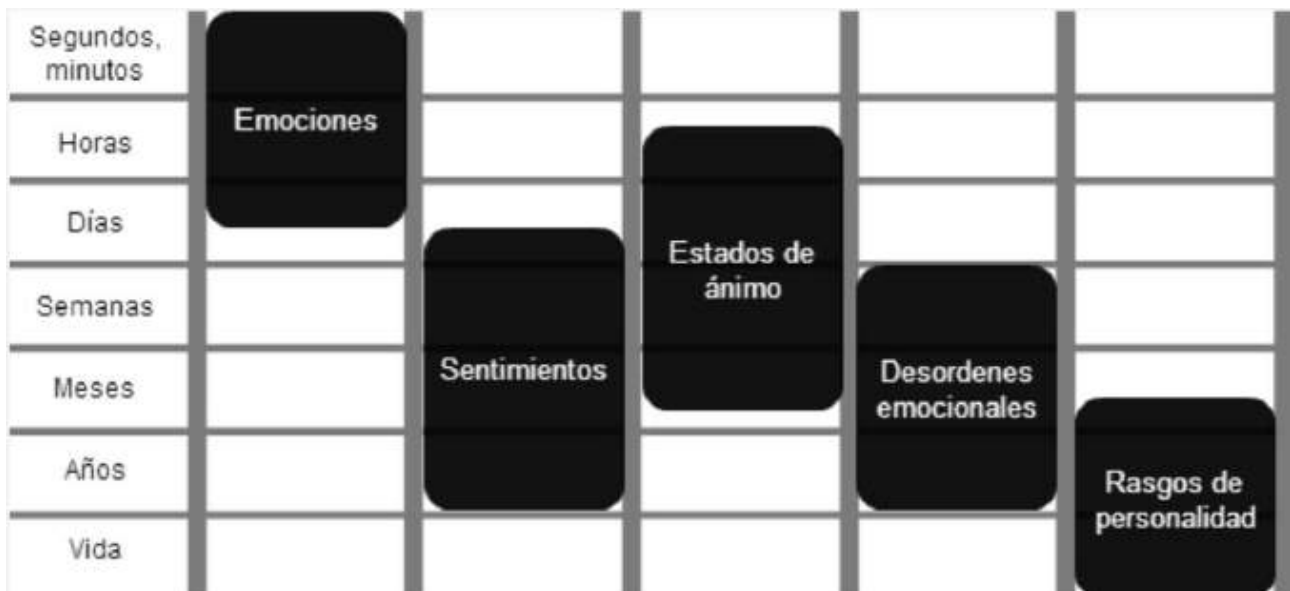 Segundos,
minutos
Emociones
Horas
Días
Estados de
ánimo
Semanas
Sentimientos
Meses
Desordenes
emocionales
Años
Rasgos de
personalidad
Vida